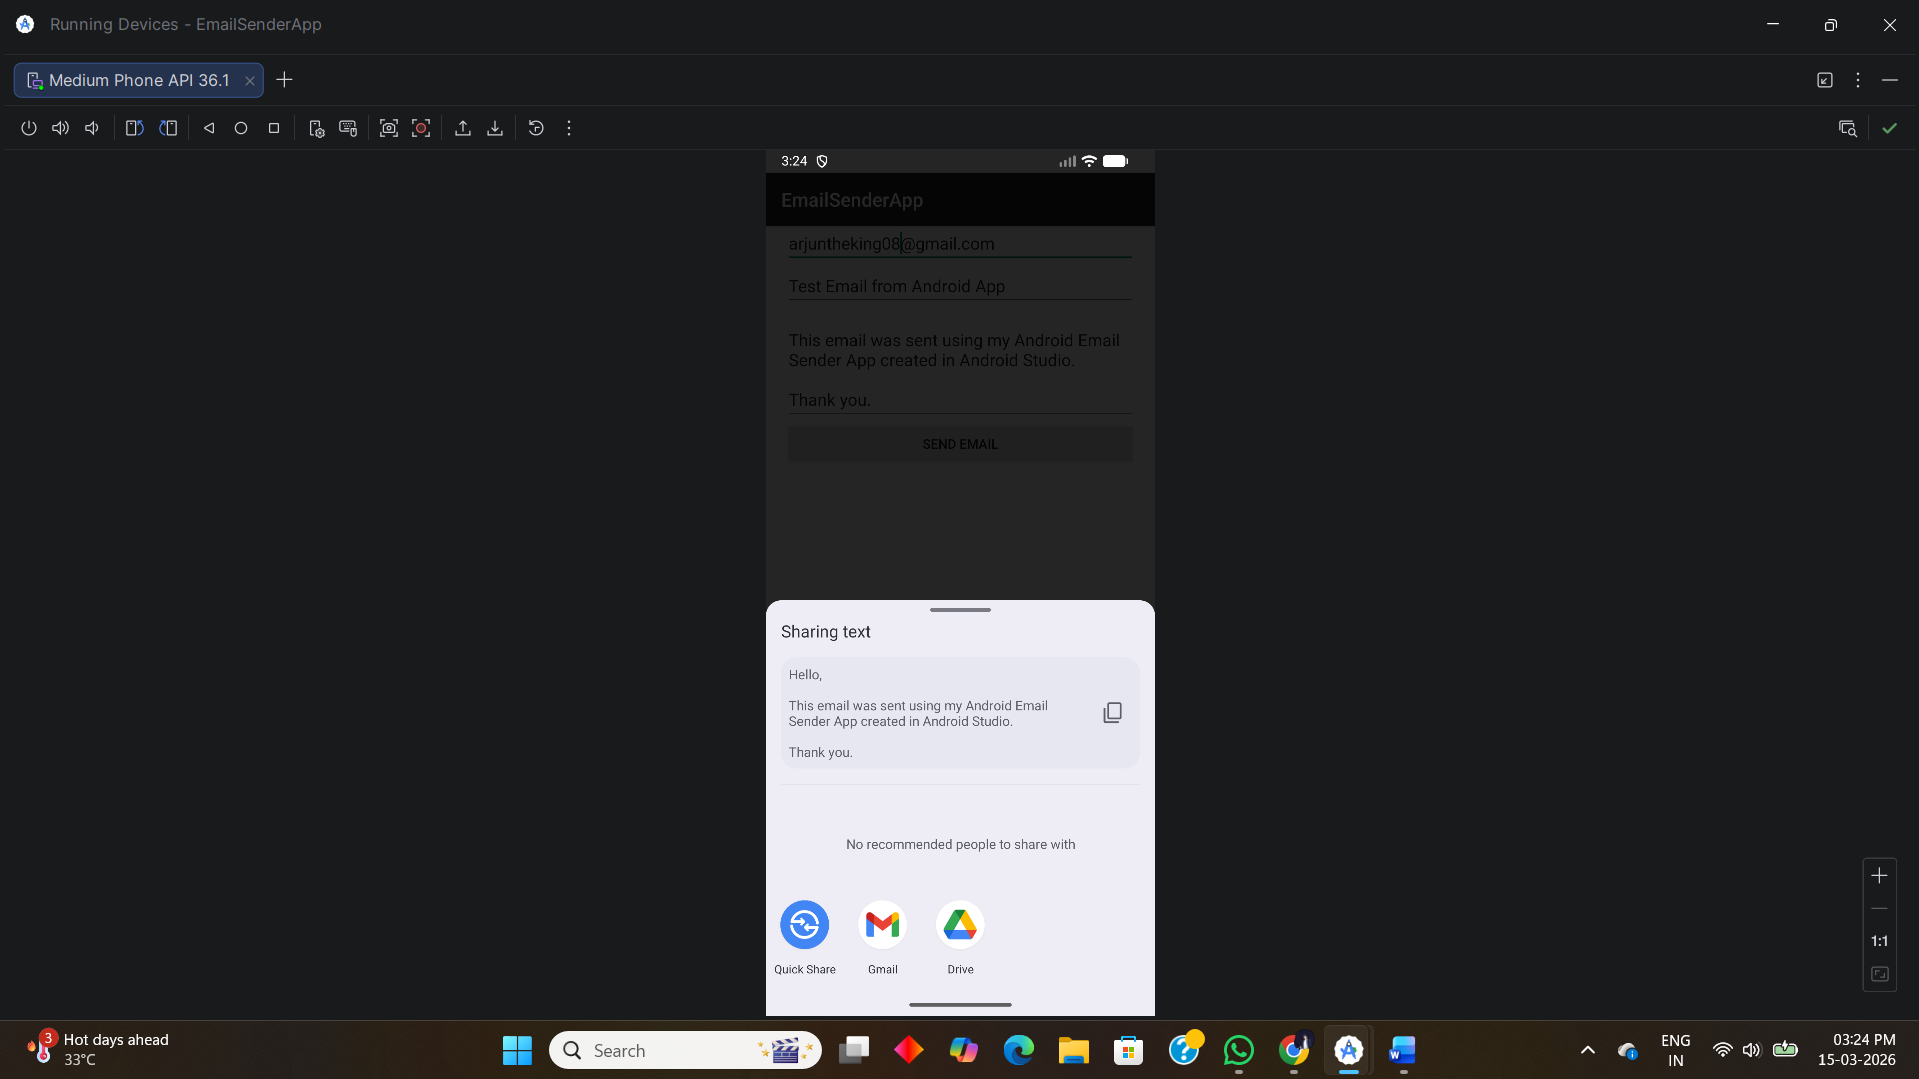 Running Devices - EmailSenderApp
Medium Phone API 36.1
3:24
EmailSenderApp
arjuntheking08@gmail.com
Test Email from Android App
This email was sent using my Android Email
Sender App created in Android Studio.
Thank you.
SEND EMAIL
Sharing text
Hello,
This email was sent using my Android Email
Sender App created in Android Studio.
Thank you.
No recommended people to share with
Quick Share
Gmail
Drive
1:1
3
Hot days ahead
33°C
Search
W
ENG
IN
03:24 PM
15-03-2026